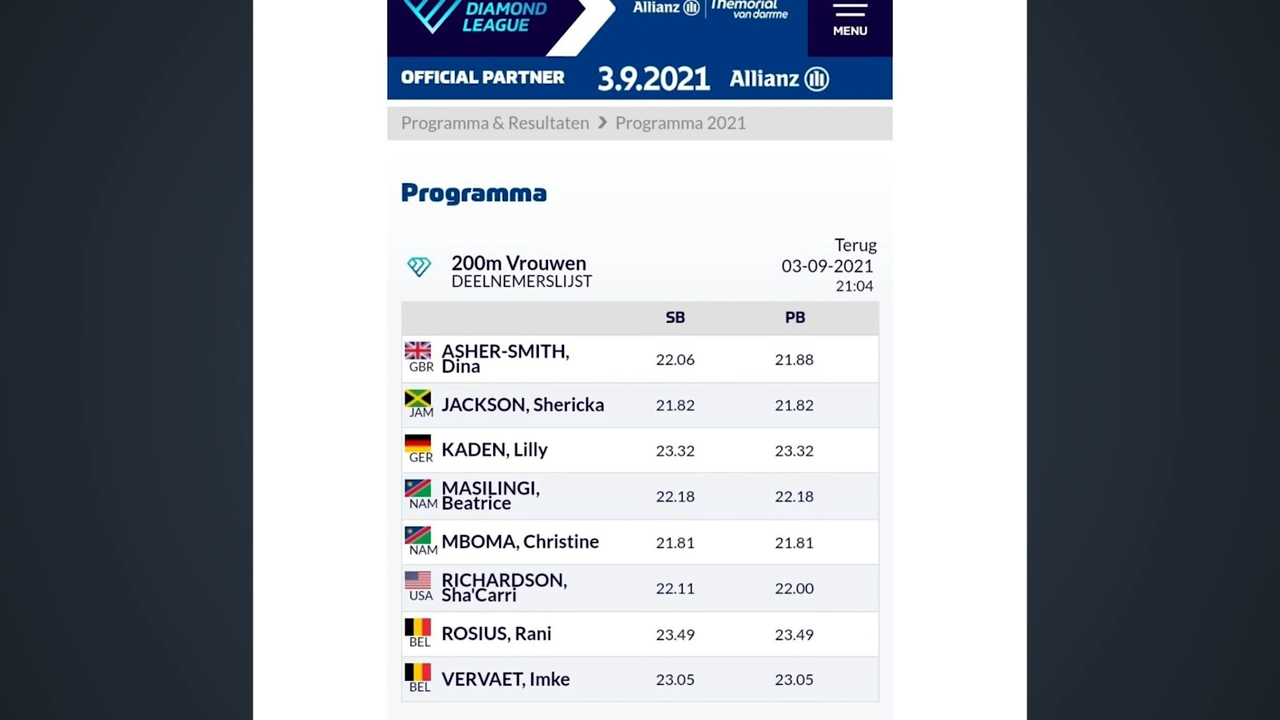 DIAMOND
LEAGUE
Allianz
Memorial
van damme
MENU
OFFICIAL PARTNER 3.9.2021 Allianz
Programma & Resultaten > Programma 2021
Programma
Terug
200m Vrouwen 03-09-2021
DEELNEMERSLIJST 21:04
SB PB
ASHER-SMITH,
Dina 22.06 21.88
GBR
JACKSON, Shericka 21.82 21.82
JAM
KADEN, Lilly 23.32 23.32
GER
MASILINGI,
Beatrice 22.18 22.18
NAM
MBOMA, Christine 21.81 21.81
NAM
RICHARDSON,
Sha'Carri 22.11 22.00
USA
ROSIUS, Rani 23.49 23.49
BEL
VERVAET, Imke 23.05 23.05
BEL